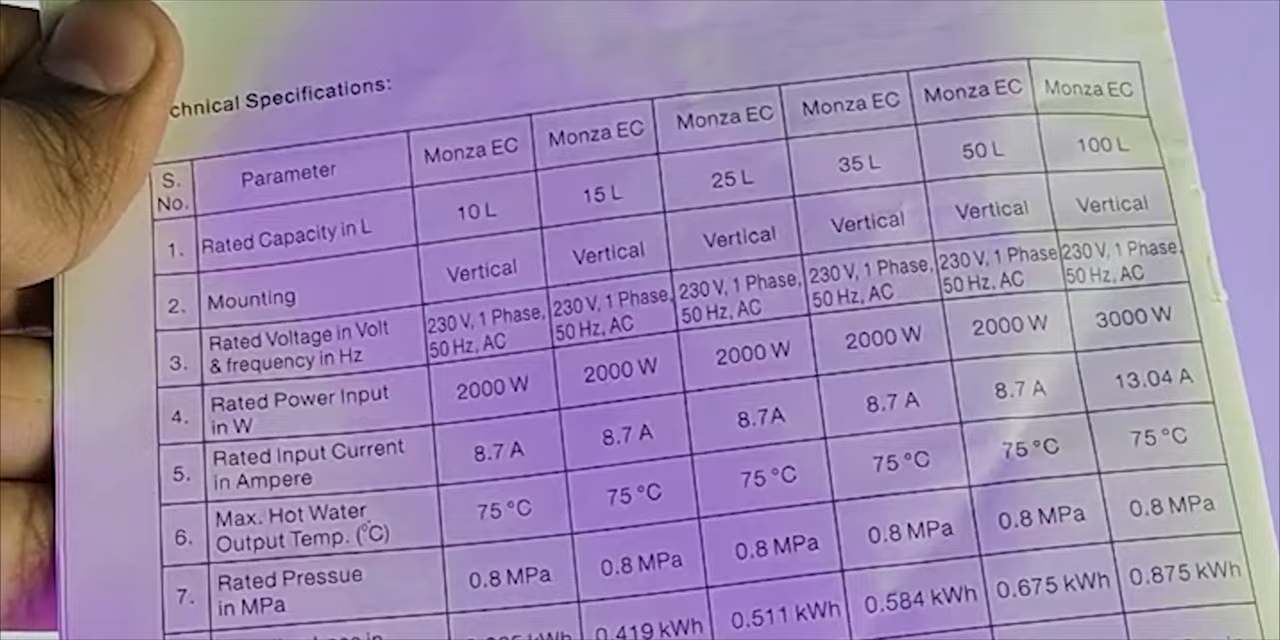 chnical Specifications:
S. No. Parameter Monza EC Monza EC Monza EC Monza EC Monza EC Monza EC
1. Rated Capacity in L 10 L 15 L 25 L 35 L 50 L 100 L
2. Mounting Vertical Vertical Vertical Vertical Vertical Vertical
3. Rated Voltage in Volt 230 V, 1 Phase, 230 V, 1 Phase, 230 V, 1 Phase, 230 V, 1 Phase, 230 V, 1 Phase 230 V, 1 Phase,
& frequency in Hz 50 Hz, AC 50 Hz, AC 50 Hz, AC 50 Hz, AC 50 Hz, AC 50 Hz, AC
4. Rated Power Input 2000 W 2000 W 2000 W 2000 W 2000 W 3000 W
in W
5. Rated Input Current 8.7 A 8.7 A 8.7A 8.7 A 8.7 A 13.04 A
in Ampere
6. Max. Hot Water 75 °C 75 °C 75 °C 75 °C 75 °C 75 °C
Output Temp. (°C)
7. Rated Pressue 0.8 MPa 0.8 MPa 0.8 MPa 0.8 MPa 0.8 MPa 0.8 MPa
in MPa
kWh 0.419 kWh 0.511 kWh 0.584 kWh 0.675 kWh 0.875 kWh